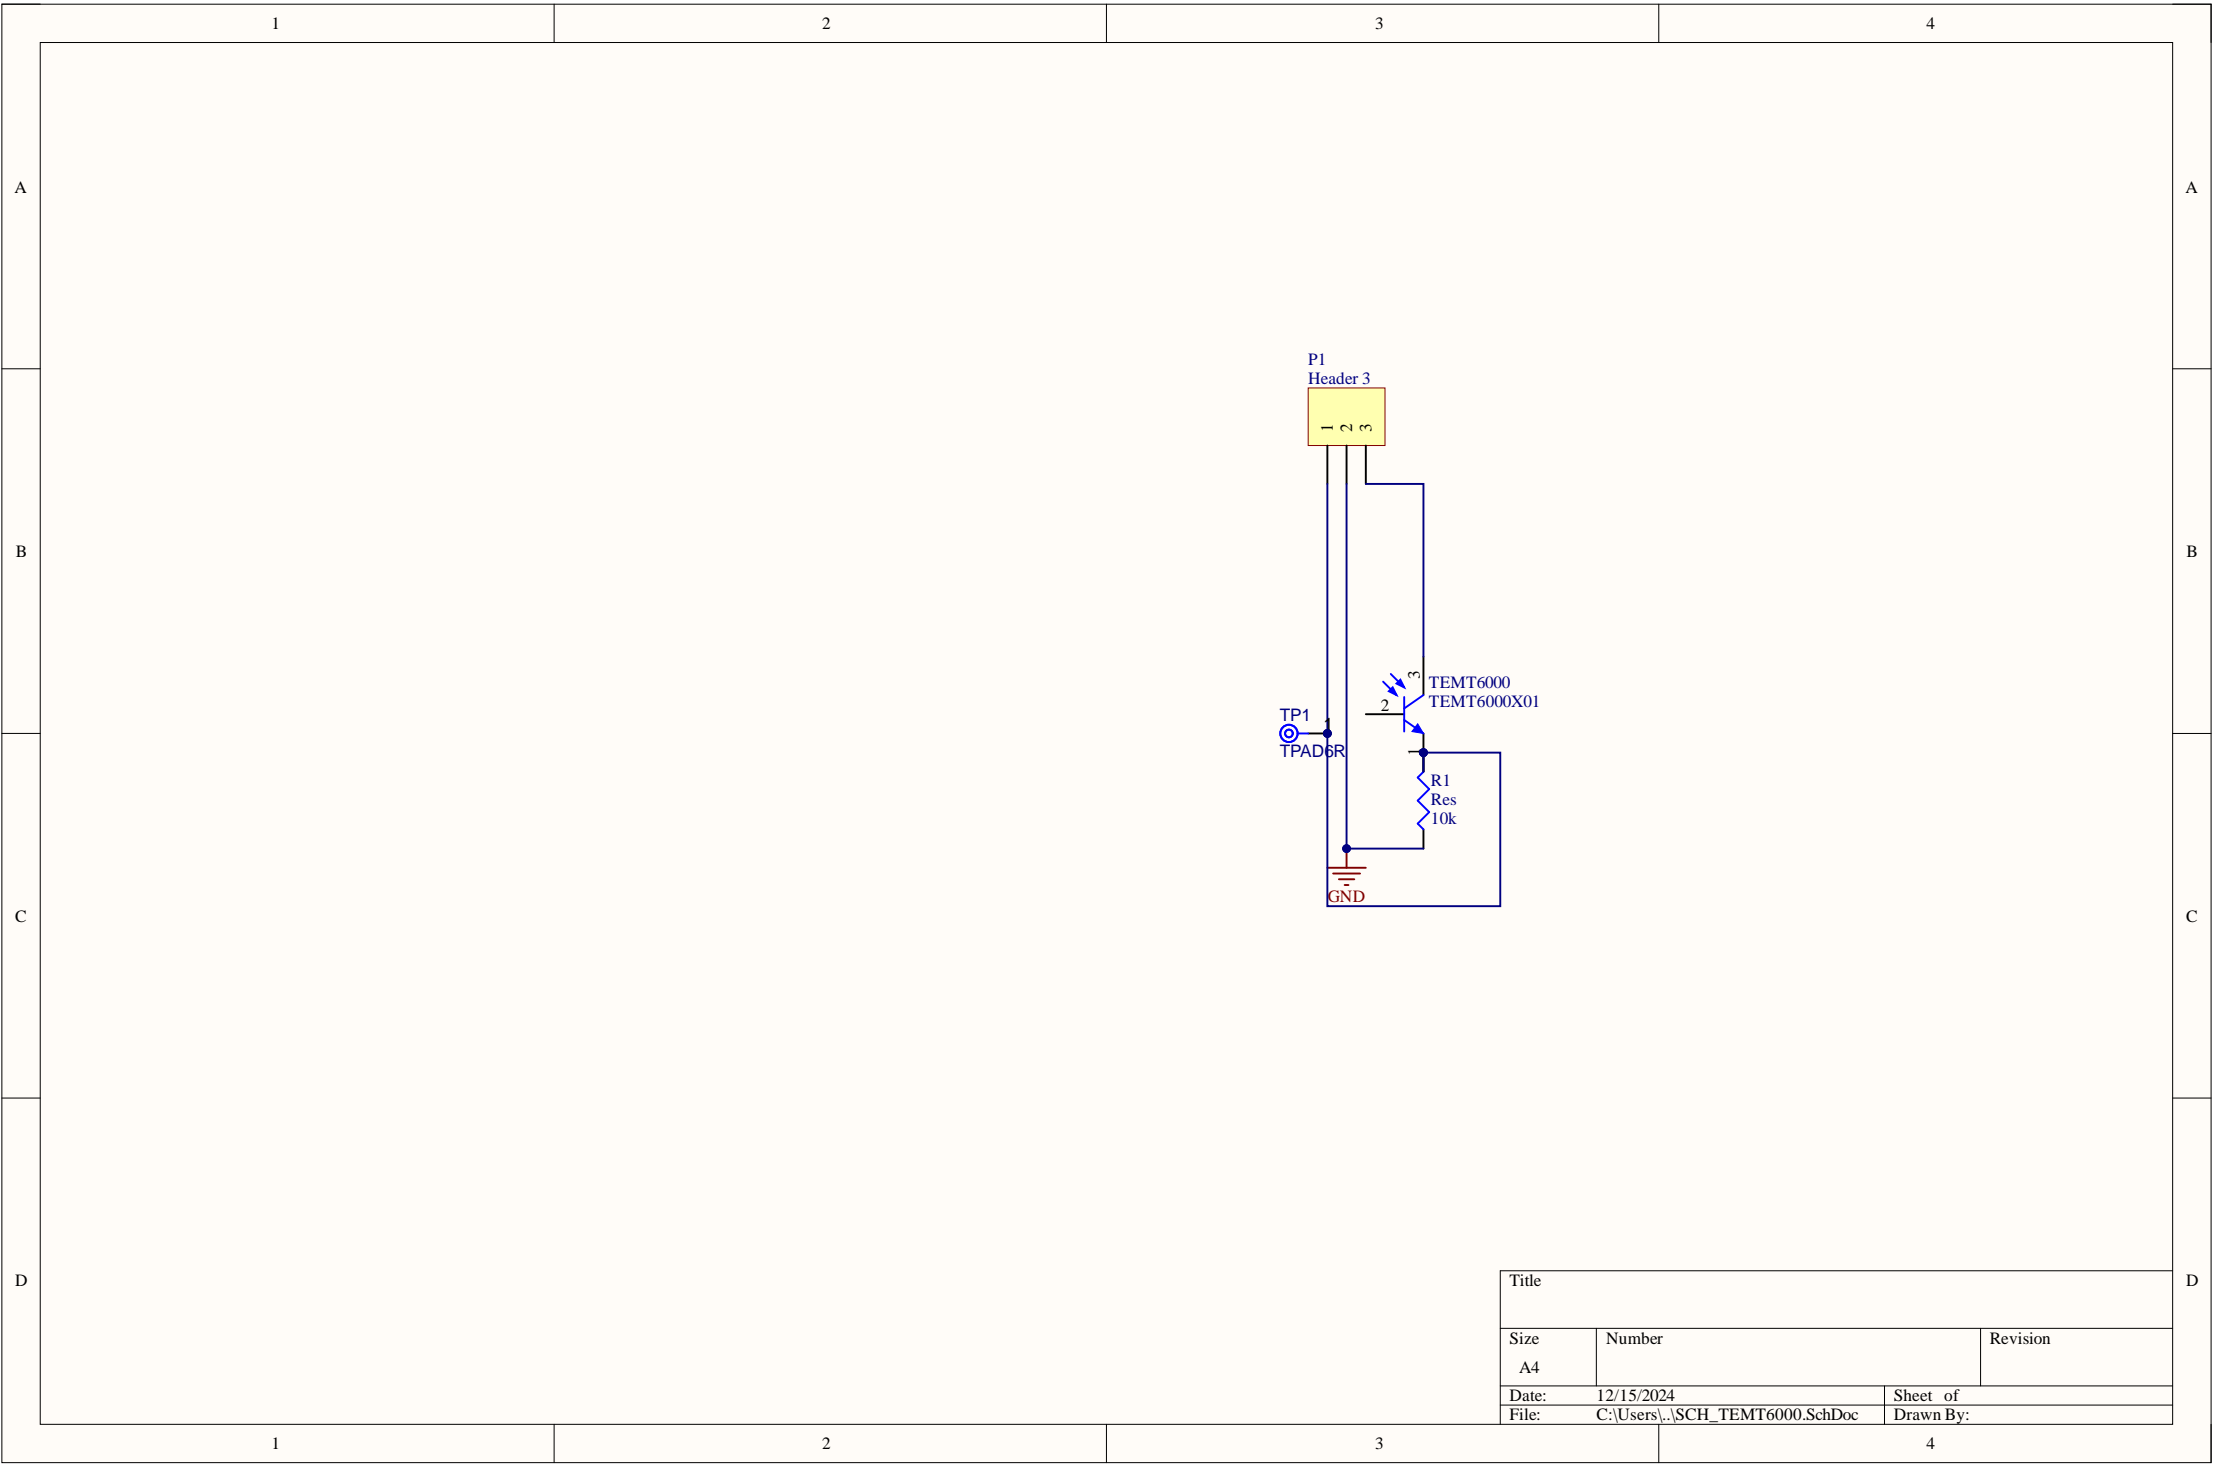 1 2 3 4
A A
P1
Header 3
1 2 3
B B
3
TEMT6000
TEMT6000X01
2
TP1
1
TPAD6R
1
R1
Res
10k
GND
C C
D D
Title
Size Number Revision
A4
Date: 12/15/2024 Sheet of
File: C:\Users\..\SCH_TEMT6000.SchDoc Drawn By:
1 2 3 4